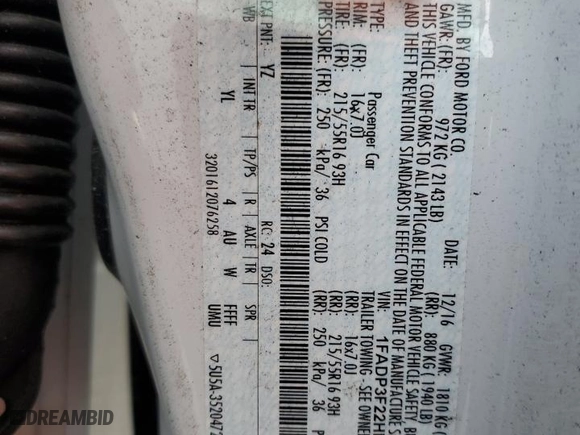 MFD BY FORD MOTOR CO.
DATE: 12/16 GVWR: 1810 KG (
GAWR: (FR): 972 KG ( 2143 LB) (RR): 880 KG ( 1940 LB)
THIS VEHICLE CONFORMS TO ALL APPLICABLE FEDERAL MOTOR VEHICLE SAFETY,
AND THEFT PREVENTION STANDARDS IN EFFECT ON THE DATE OF MANUFACTURE
VIN: 1FADP3F22H
TYPE: Passenger Car TRAILER TOWING - SEE OWNER
RIM: (FR): 16x7.0J (RR): 16x7.0J
TIRE: (FR): 215/55R16 93H (RR): 215/55R16 93H
PRESSURE: (FR): 250 kPa/ 36 PSI COLD (RR): 250 kPa/ 36 P
EXT PNT: YZ RC: 24 DSO:
WB INT TR TP/PS R AXLE TR SPR
YL 4 AU W FFF
3201612076258 UMU
▽5U5A-3520472
DREAMBID